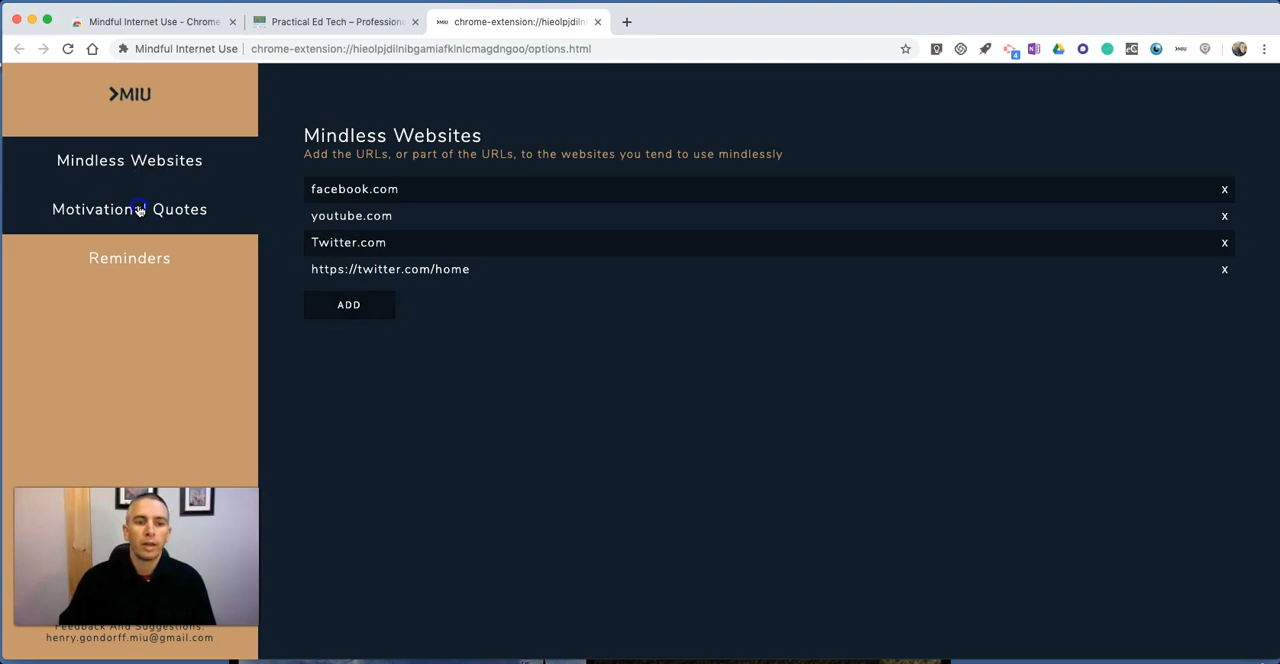 Mindful Internet Use - Chrome
Practical Ed Tech – Profession
chrome-extension://hieolpjdiln
Mindful Internet Use
chrome-extension://hieolpjdilnibgamiafklnlcmagdngoo/options.html
4
>MIU
Mindless Websites
Motivational Quotes
Reminders
Mindless Websites
Add the URLs, or part of the URLs, to the websites you tend to use mindlessly
facebook.com x
youtube.com x
Twitter.com x
https://twitter.com/home x
ADD
Feedback And Suggestions:
henry.gondorff.miu@gmail.com